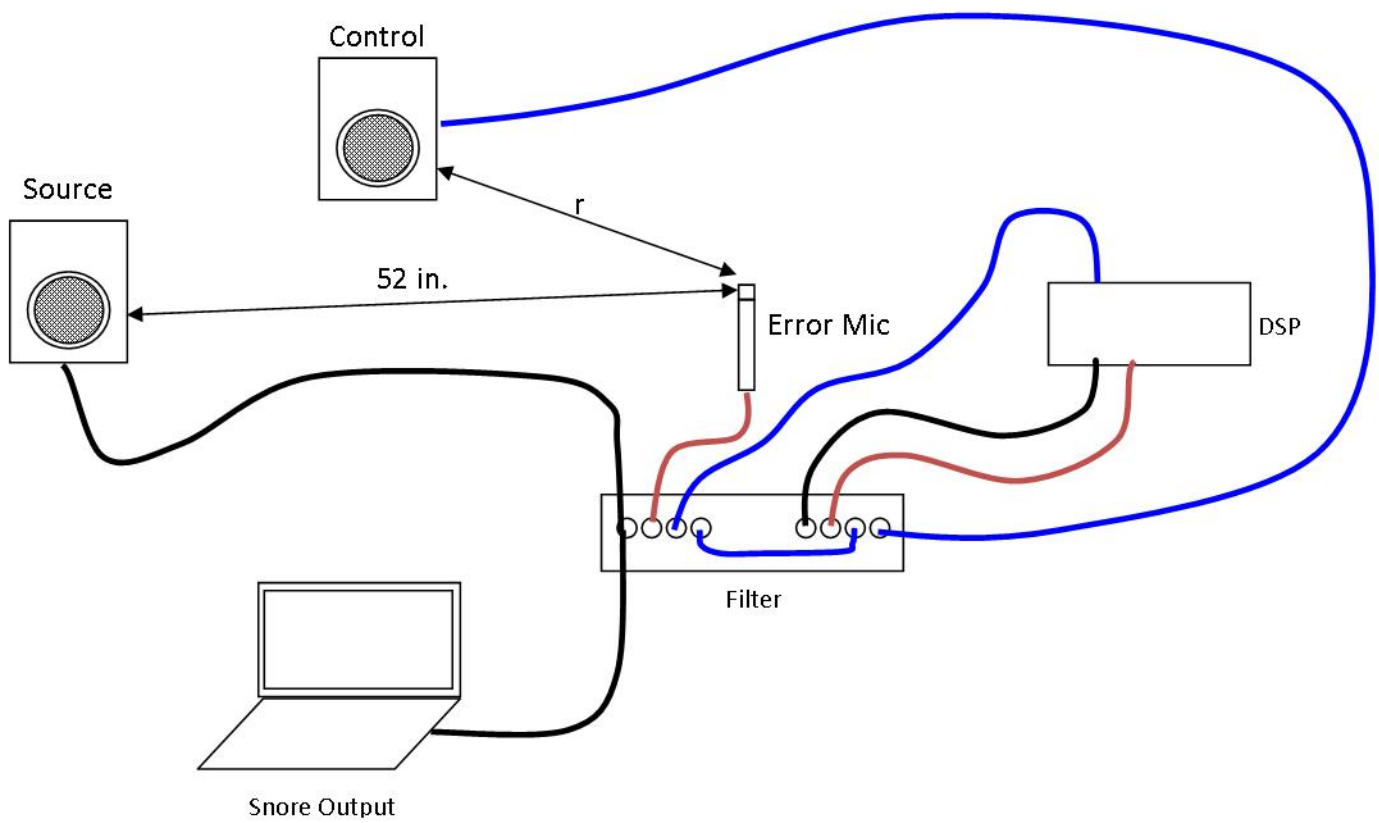 Control
Source
r
52 in.
Error Mic
DSP
Filter
Snore Output